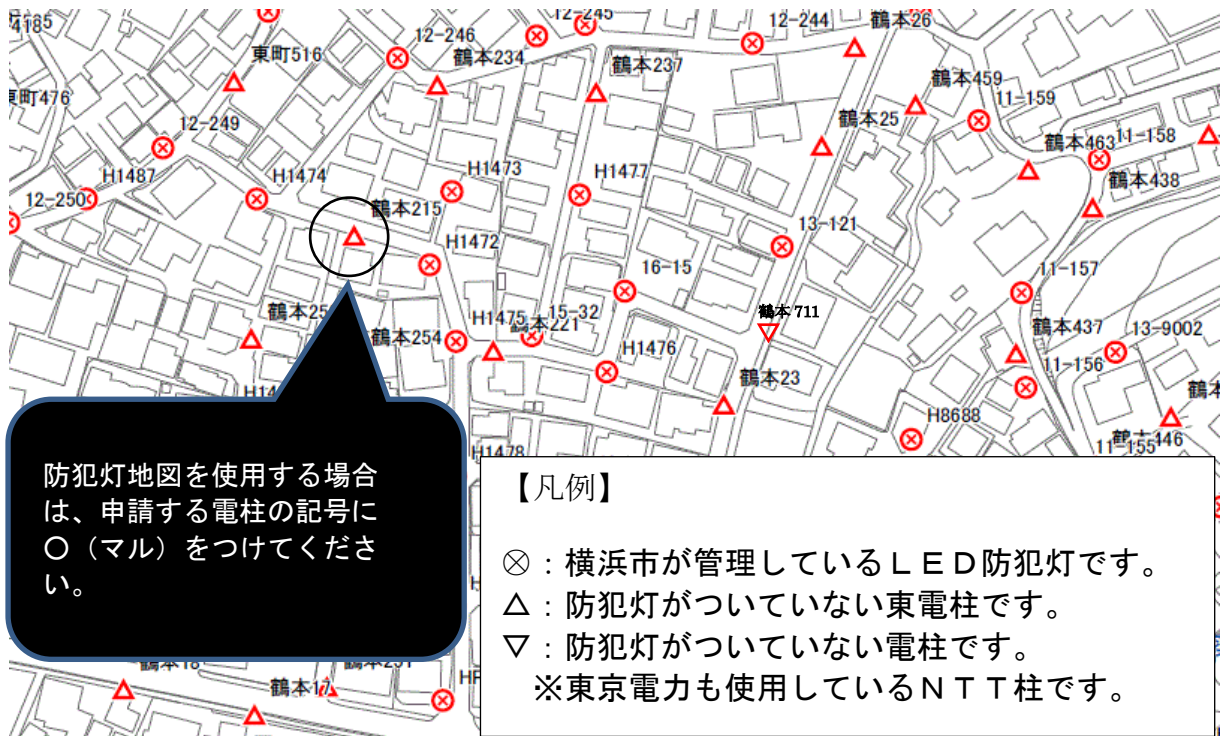 12-245
12-244
鶴本26
12-246
東町516
鶴本234
鶴本237
鶴本459
11-159
東町476
12-249
鶴本25
鶴本463
11-158
H1487
H1474
H1473
H1477
鶴本438
12-250
鶴本215
13-121
H1472
16-15
11-157
鶴本25
H1475
15-32
鶴本221
鶴本711
鶴本254
鶴本437
13-9002
H1476
11-156
鶴本23
H8688
H1478
11-155
鶴本446
防犯灯地図を使用する場合
は、申請する電柱の記号に
〇（マル）をつけてくださ
い。
【凡例】
⊗：横浜市が管理しているＬＥＤ防犯灯です。
△：防犯灯がついていない東電柱です。
▽：防犯灯がついていない電柱です。
※東京電力も使用しているＮＴＴ柱です。
鶴本18
鶴本251
鶴本17